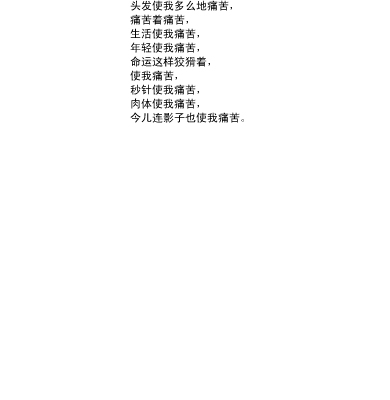 头发使我多么地痛苦，
痛苦着痛苦，
生活使我痛苦，
年轻使我痛苦，
命运这样狡猾着，
使我痛苦，
秒针使我痛苦，
肉体使我痛苦，
今儿连影子也使我痛苦。